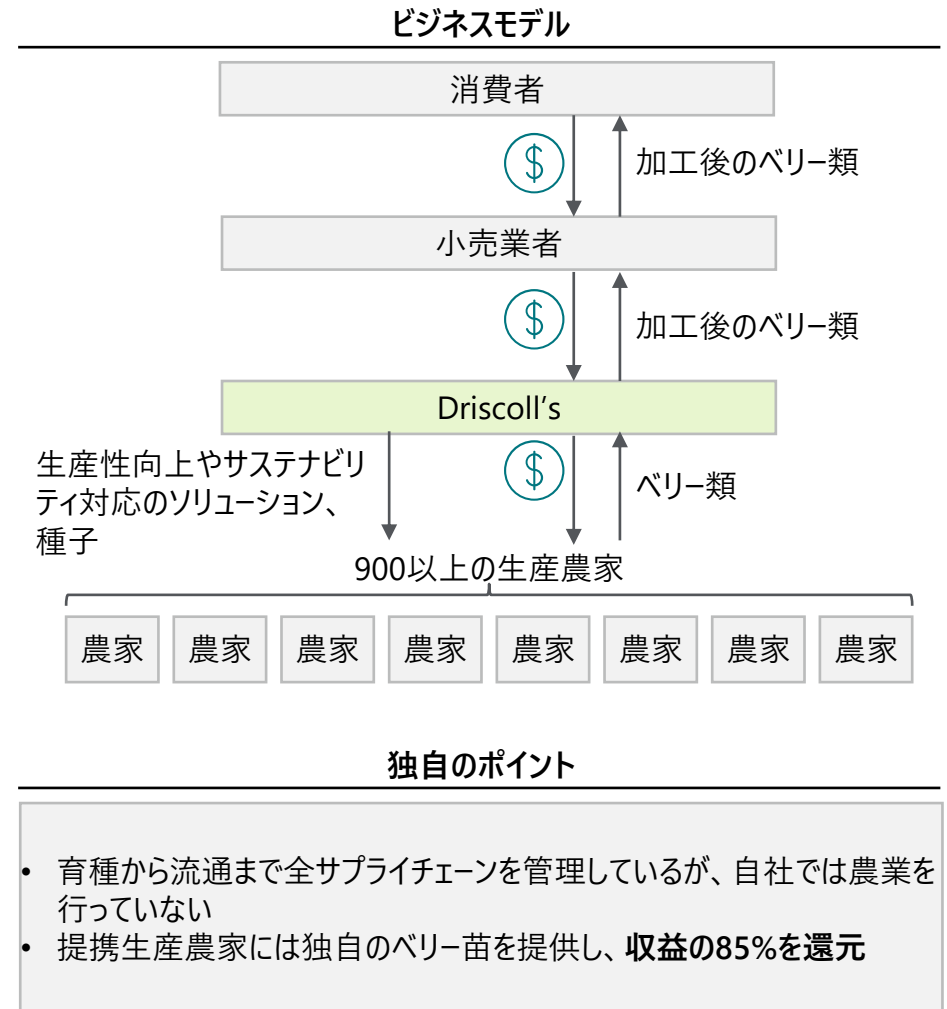 ビジネスモデル
消費者
$
加工後のベリー類
小売業者
$
加工後のベリー類
Driscoll’s
生産性向上やサステナビリ
ティ対応のソリューション、
種子
$
ベリー類
900以上の生産農家
農家 農家 農家 農家 農家 農家 農家 農家
独自のポイント
• 育種から流通まで全サプライチェーンを管理しているが、自社では農業を
行っていない
• 提携生産農家には独自のベリー苗を提供し、収益の85%を還元